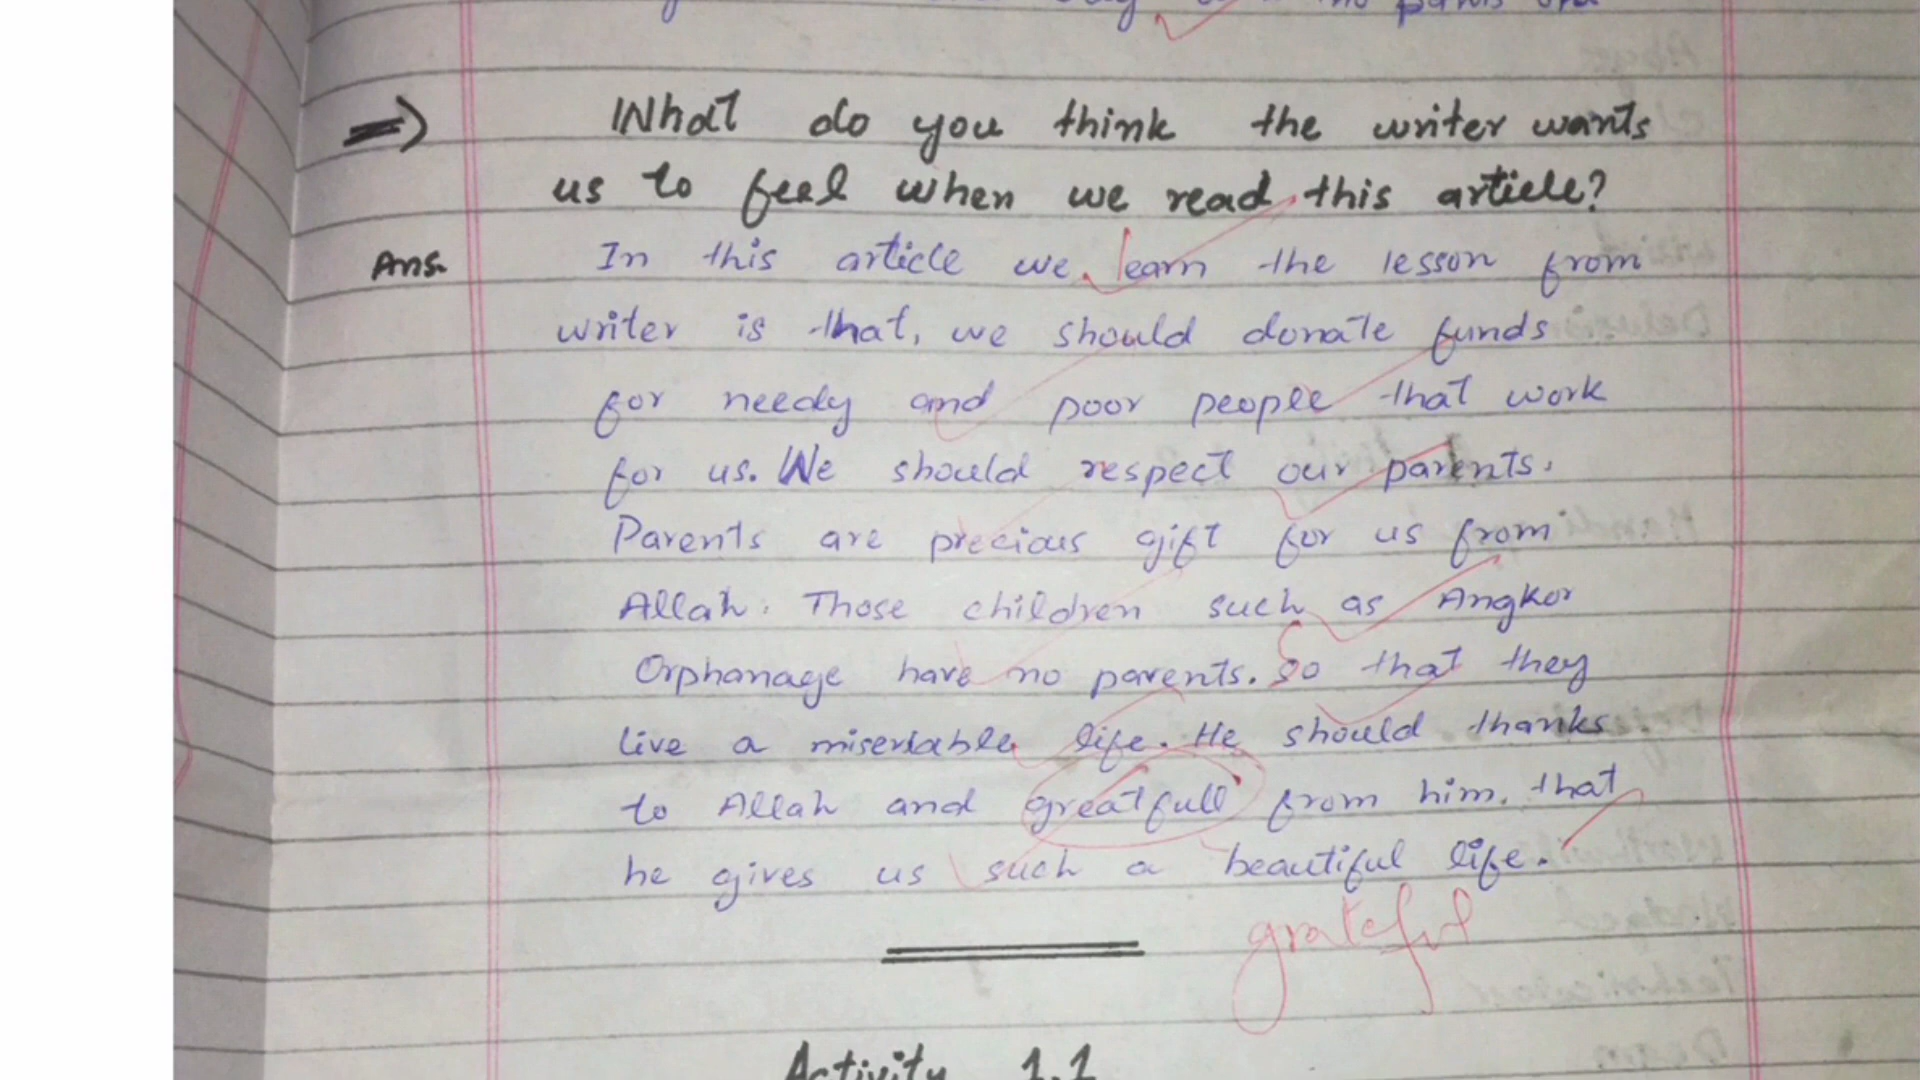 ⇒ What do you think the writer wants
us to feel when we read this article?
Ans. In this article we learn the lesson from
writer is that, we should donate funds
for needy and poor people that work
for us. We should respect our parents.
Parents are precious gift for us from
Allah. Those children such as Angkor
Orphanage have no parents. So that they
live a miserlable life. He should thanks
to Allah and greatfull from him. that
he gives us such a beautiful life.
grateful
Activity 1.1